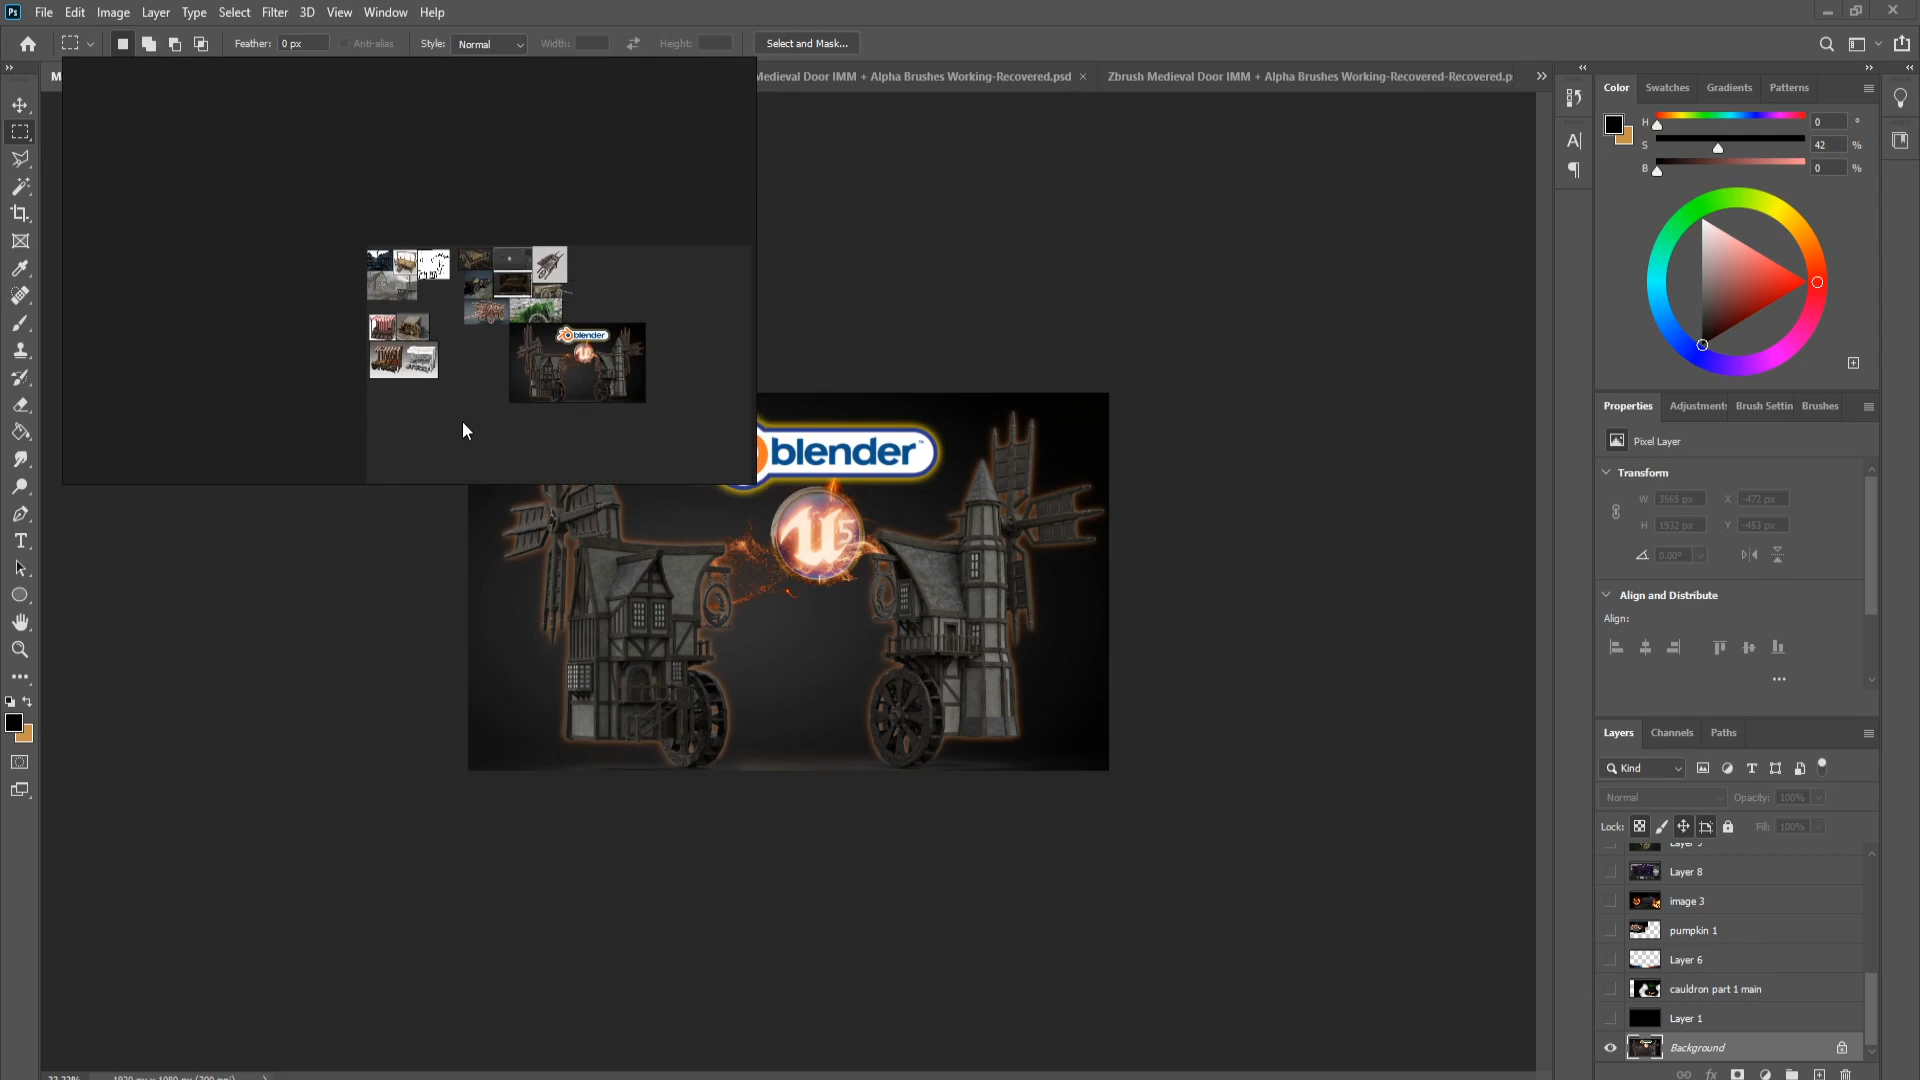 Ps File Edit Image Layer Type Select Filter 3D View Window Help
Feather: 0 px Anti-alias Style: Normal Width: Height: Select and Mask...
M
Medieval Door IMM + Alpha Brushes Working-Recovered.psd × Zbrush Medieval Door IMM + Alpha Brushes Working-Recovered-Recovered.p
Color Swatches Gradients Patterns
H 0 °
S 42 %
B 0 %
blender
blender™
U5
Properties Adjustments Brush Settin Brushes
Pixel Layer
Transform
W 3565 px X -472 px
H 1932 px Y -453 px
0.00°
Align and Distribute
Align:
Layers Channels Paths
Kind
Normal Opacity: 100%
Lock: Fill: 100%
Layer 8
image 3
pumpkin 1
Layer 6
cauldron part 1 main
Layer 1
Background